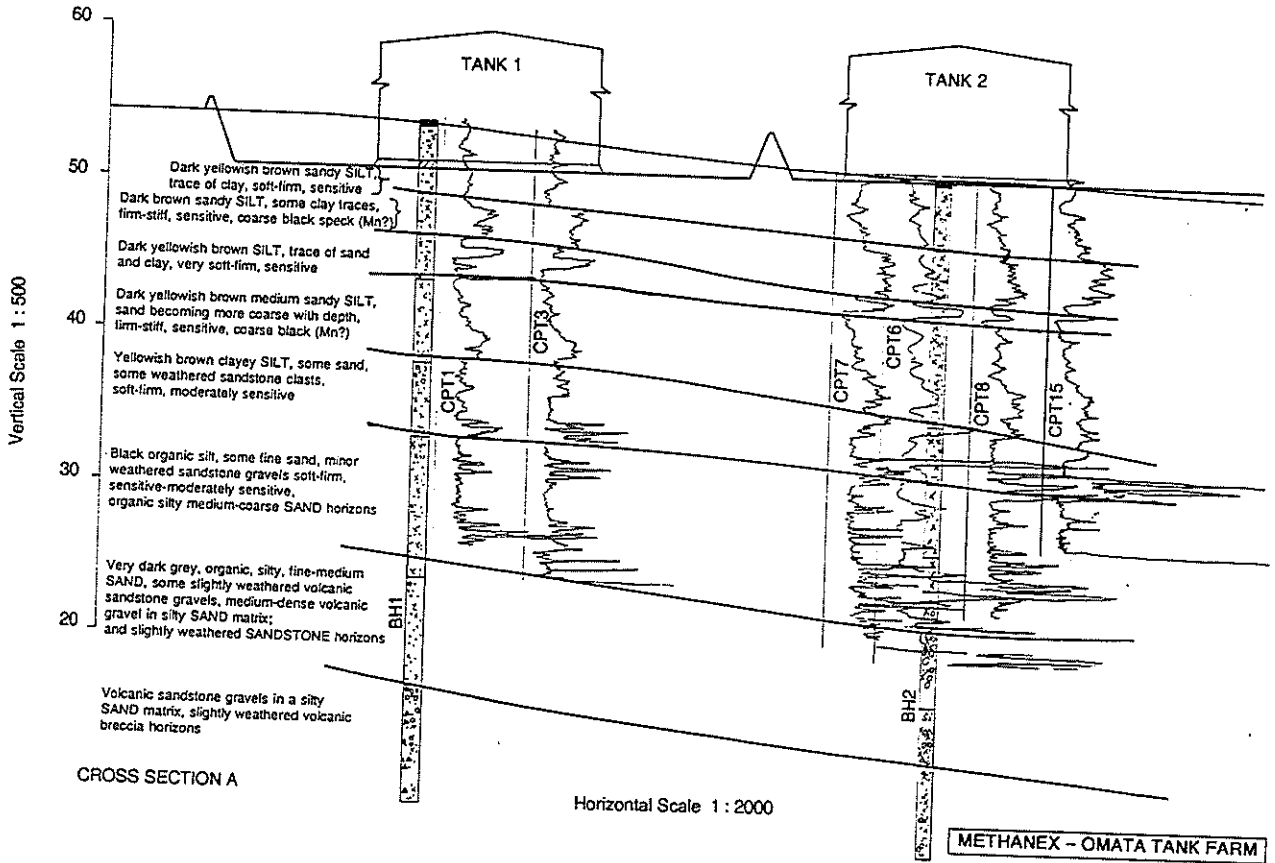 60
50
40
30
20
Vertical Scale 1 : 500
TANK 1
TANK 2
Dark yellowish brown sandy SILT,
trace of clay, soft-firm, sensitive
Dark brown sandy SILT, some clay traces,
firm-stiff, sensitive, coarse black speck (Mn?)
Dark yellowish brown SILT, trace of sand
and clay, very soft-firm, sensitive
Dark yellowish brown medium sandy SILT,
sand becoming more coarse with depth,
firm-stiff, sensitive, coarse black (Mn?)
Yellowish brown clayey SILT, some sand,
some weathered sandstone clasts,
soft-firm, moderately sensitive
Black organic silt, some fine sand, minor
weathered sandstone gravels soft-firm,
sensitive-moderately sensitive,
organic silty medium-coarse SAND horizons
Very dark grey, organic, silty, fine-medium
SAND, some slightly weathered volcanic
sandstone gravels, medium-dense volcanic
gravel in silty SAND matrix;
and slightly weathered SANDSTONE horizons
Volcanic sandstone gravels in a silty
SAND matrix, slightly weathered volcanic
breccia horizons
BH1
CPT1
CPT3
CPT7
CPT6
BH2
CPT8
CPT15
CROSS SECTION A
Horizontal Scale 1 : 2000
METHANEX - OMATA TANK FARM